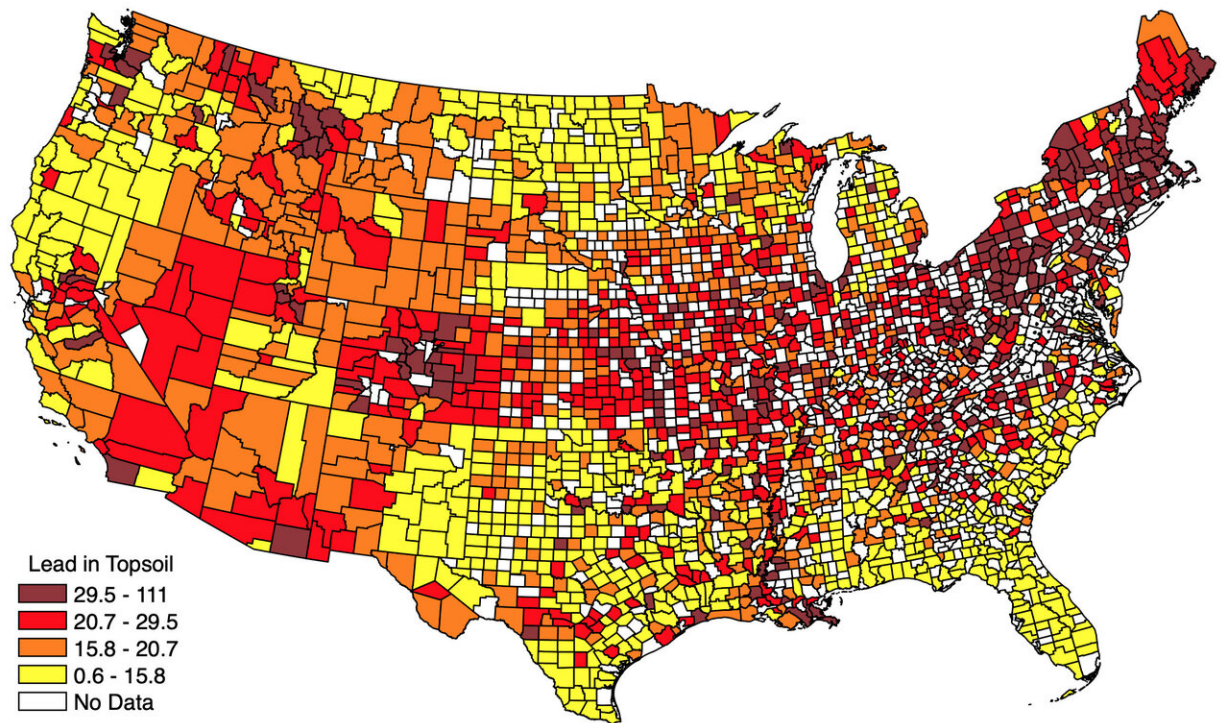 Lead in Topsoil
29.5 - 111
20.7 - 29.5
15.8 - 20.7
0.6 - 15.8
No Data